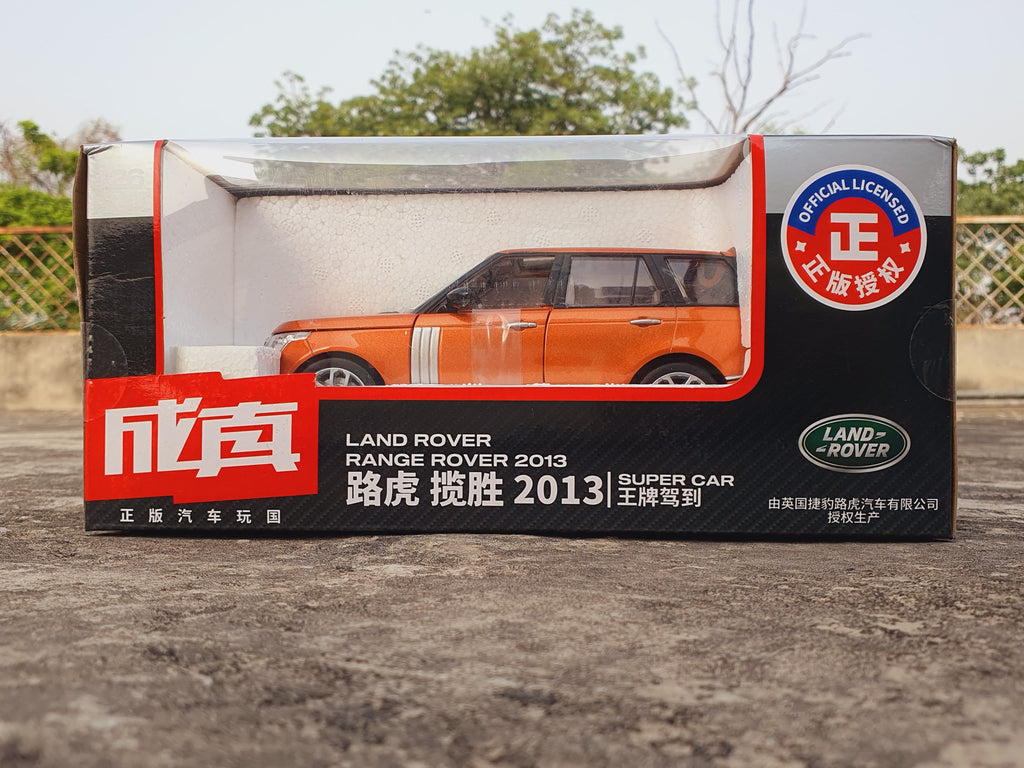 OFFICIAL LICENSED
正
正版授权
成真
正版汽车玩国
LAND ROVER
RANGE ROVER 2013
路虎 揽胜 2013
SUPER CAR
王牌驾到
LAND-
-ROVER
由英国捷豹路虎汽车有限公司
授权生产